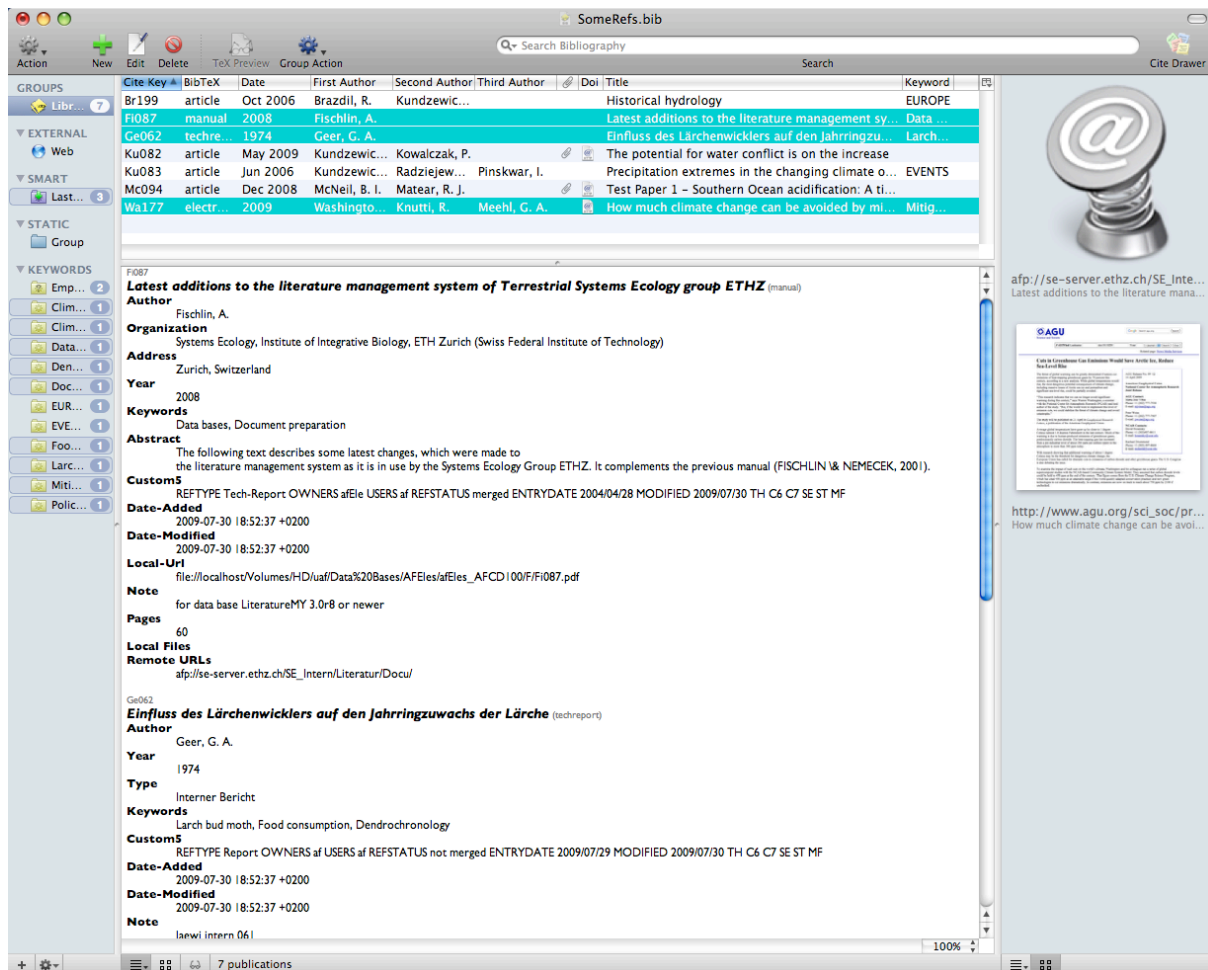 SomeRefs.bib
Search Bibliography
Action New Edit Delete TeX Preview Group Action Search Cite Drawer
GROUPS
Libr... 7
EXTERNAL
Web
SMART
Last... 3
STATIC
Group
KEYWORDS
Emp... 2
Clim... 1
Clim... 1
Data... 1
Den... 1
Doc... 1
EUR... 1
EVE... 1
Foo... 1
Larc... 1
Miti... 1
Polic... 1
Cite Key BibTeX Date First Author Second Author Third Author Doi Title Keyword
Br199 article Oct 2006 Brazdil, R. Kundzewic... Historical hydrology EUROPE
Fi087 manual 2008 Fischlin, A. Latest additions to the literature management sy... Data ...
Ge062 techre... 1974 Geer, G. A. Einfluss des Lärchenwicklers auf den Jahrringzu... Larch...
Ku082 article May 2009 Kundzewic... Kowalczak, P. The potential for water conflict is on the increase
Ku083 article Jun 2006 Kundzewic... Radziejew... Pinskwar, I. Precipitation extremes in the changing climate o... EVENTS
Mc094 article Dec 2008 McNeil, B. I. Matear, R. J. Test Paper 1 – Southern Ocean acidification: A ti...
Wa177 electr... 2009 Washingto... Knutti, R. Meehl, G. A. How much climate change can be avoided by mi... Mitig...
Fi087
Latest additions to the literature management system of Terrestrial Systems Ecology group ETHZ (manual)
Author
Fischlin, A.
Organization
Systems Ecology, Institute of Integrative Biology, ETH Zurich (Swiss Federal Institute of Technology)
Address
Zurich, Switzerland
Year
2008
Keywords
Data bases, Document preparation
Abstract
The following text describes some latest changes, which were made to
the literature management system as it is in use by the Systems Ecology Group ETHZ. It complements the previous manual (FISCHLIN \& NEMECEK, 2001).
Custom5
REFTYPE Tech-Report OWNERS afEle USERS af REFSTATUS merged ENTRYDATE 2004/04/28 MODIFIED 2009/07/30 TH C6 C7 SE ST MF
Date-Added
2009-07-30 18:52:37 +0200
Date-Modified
2009-07-30 18:52:37 +0200
Local-Url
file://localhost/Volumes/HD/uaf/Data%20Bases/AFEles/afEles_AFCD100/F/Fi087.pdf
Note
for data base LiteratureMY 3.0r8 or newer
Pages
60
Local Files
Remote URLs
afp://se-server.ethz.ch/SE_Intern/Literatur/Docu/
Ge062
Einfluss des Lärchenwicklers auf den Jahrringzuwachs der Lärche (techreport)
Author
Geer, G. A.
Year
1974
Type
Interner Bericht
Keywords
Larch bud moth, Food consumption, Dendrochronology
Custom5
REFTYPE Report OWNERS af USERS af REFSTATUS not merged ENTRYDATE 2009/07/29 MODIFIED 2009/07/30 TH C6 C7 SE ST MF
Date-Added
2009-07-30 18:52:37 +0200
Date-Modified
2009-07-30 18:52:37 +0200
Note
laewi intern 061
100%
7 publications
@
afp://se-server.ethz.ch/SE_Inte...
Latest additions to the literature mana...
AGU
Cuts in Greenhouse Gas Emissions Would Save Arctic Ice, Reduce
Sea Level Rise
http://www.agu.org/sci_soc/pr...
How much climate change can be avoi...